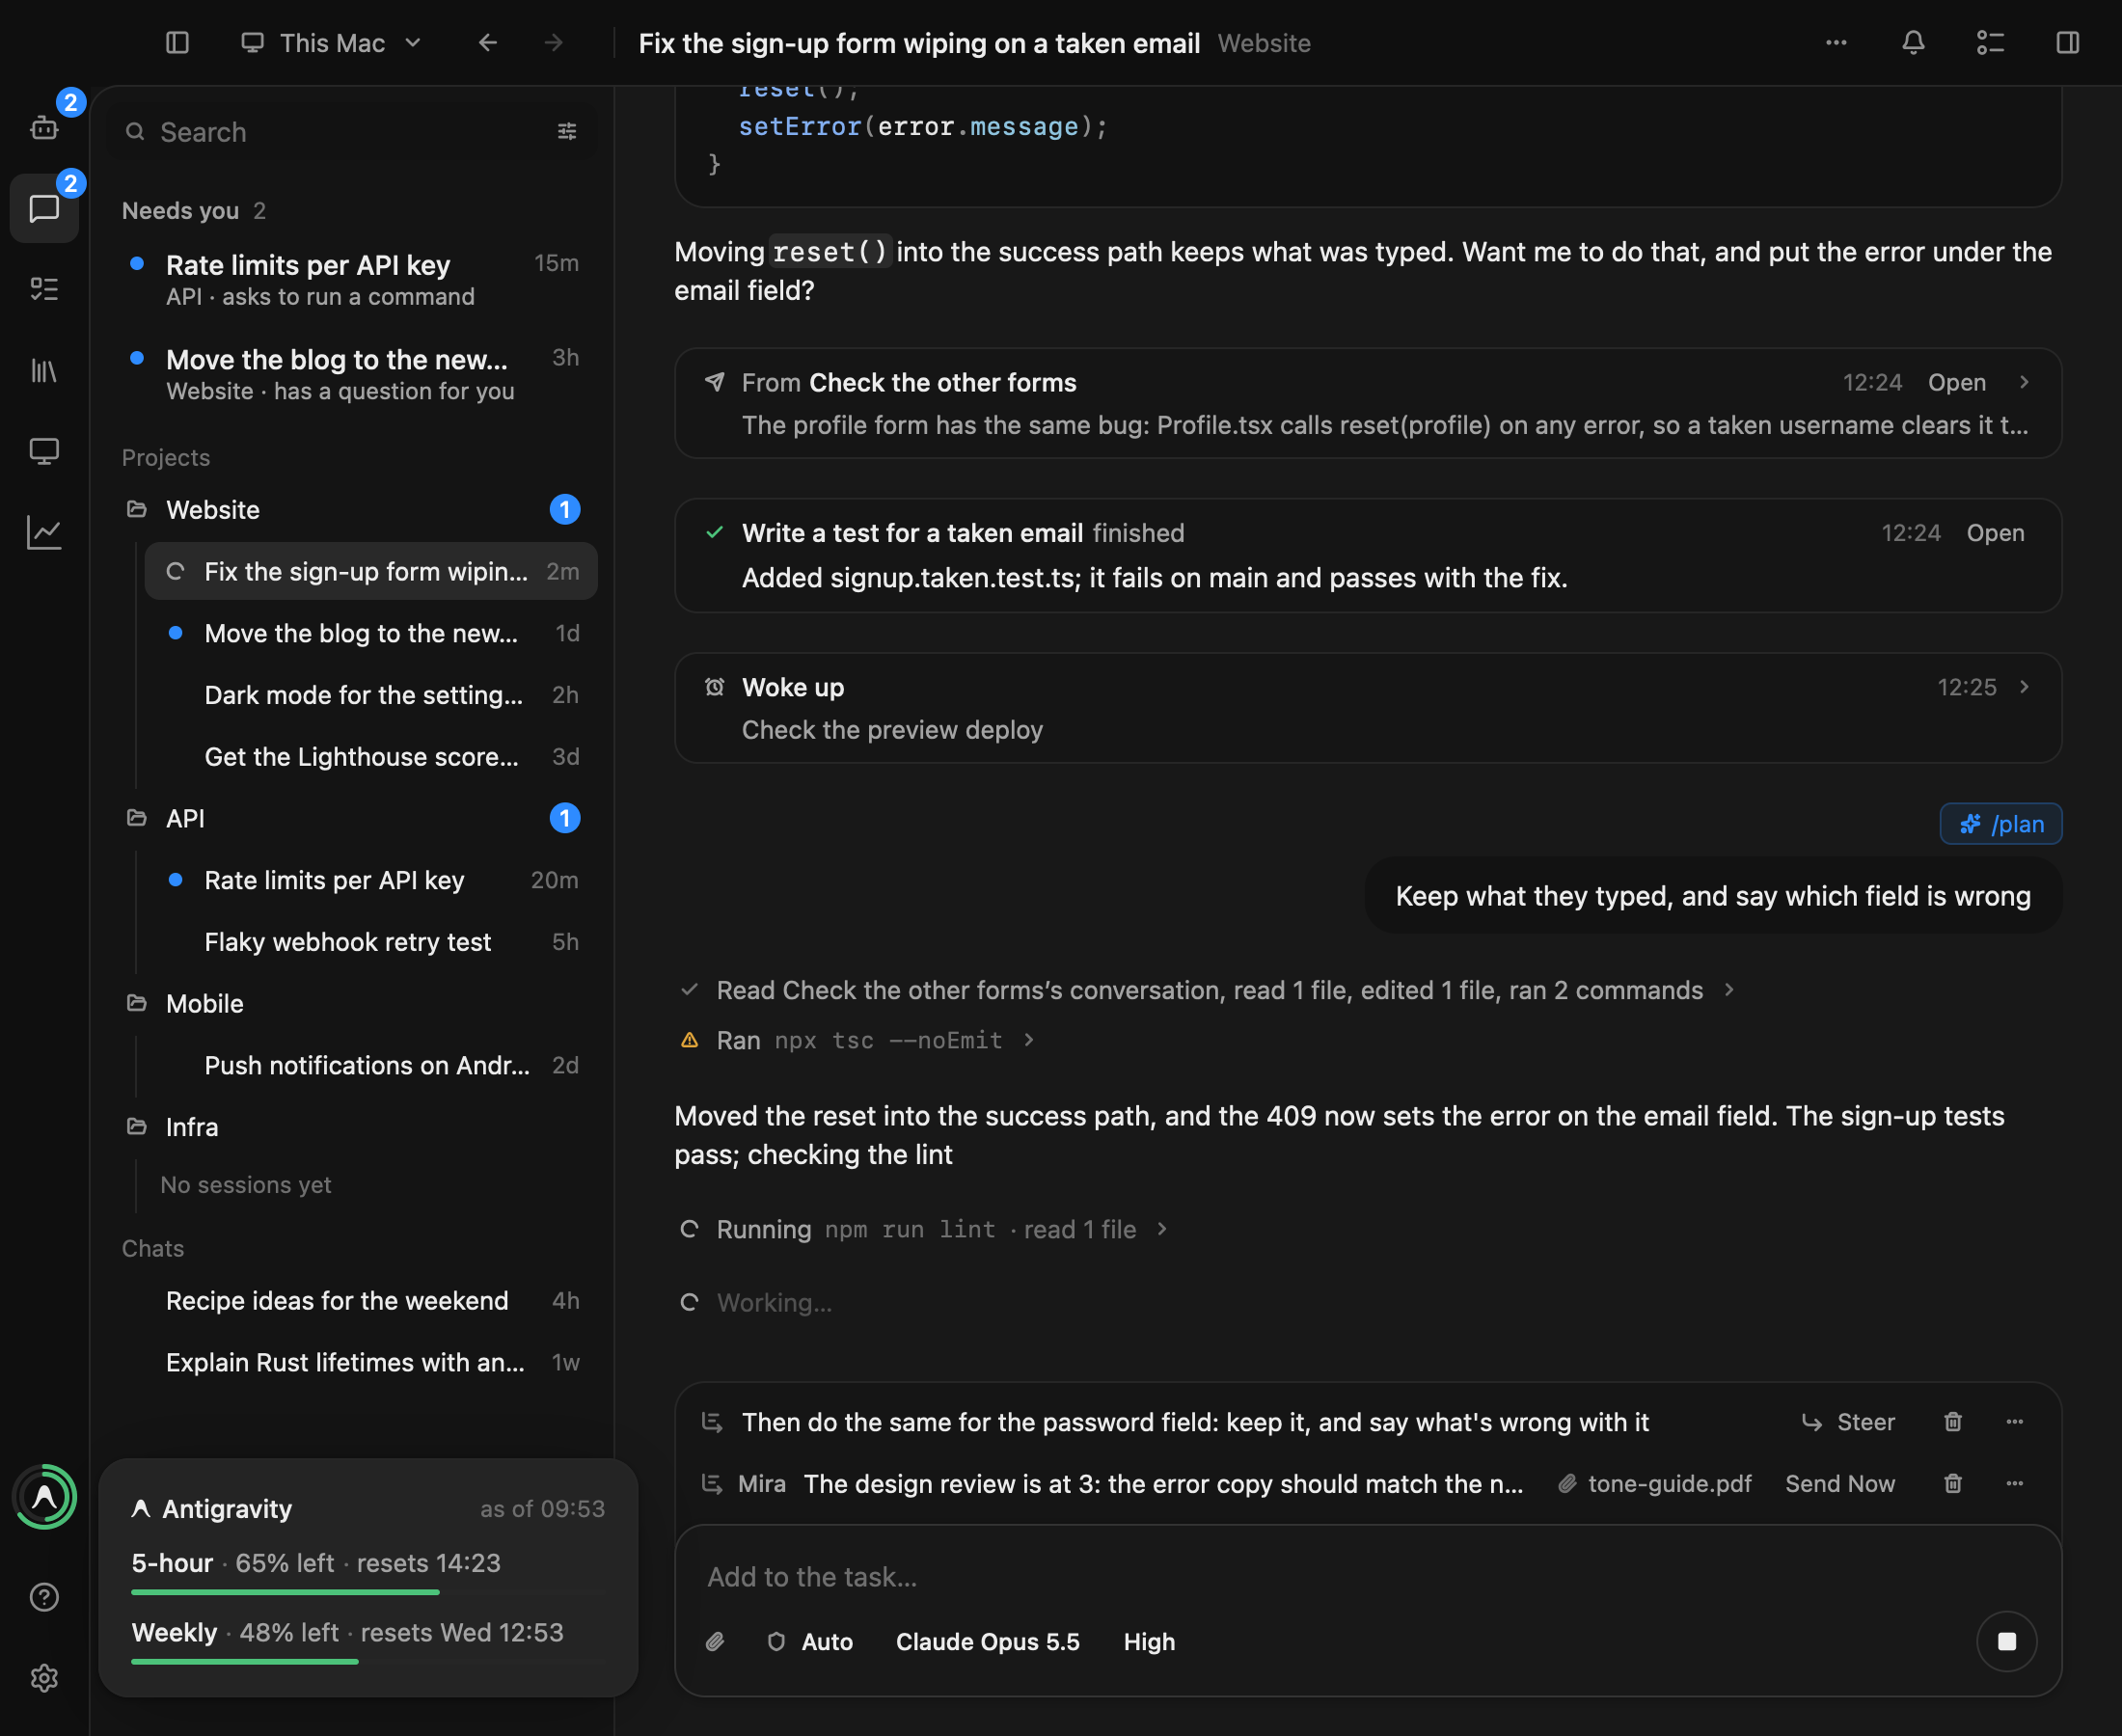 This Mac
Fix the sign-up form wiping on a taken email Website
2
2
Search
Needs you 2
Rate limits per API key 15m
API · asks to run a command
Move the blog to the new... 3h
Website · has a question for you
Projects
Website 1
Fix the sign-up form wipin... 2m
Move the blog to the new... 1d
Dark mode for the setting... 2h
Get the Lighthouse score... 3d
API 1
Rate limits per API key 20m
Flaky webhook retry test 5h
Mobile
Push notifications on Andr... 2d
Infra
No sessions yet
Chats
Recipe ideas for the weekend 4h
Explain Rust lifetimes with an... 1w
Antigravity as of 09:53
5-hour · 65% left · resets 14:23
Weekly · 48% left · resets Wed 12:53
reset();
setError(error.message);
}
Moving reset() into the success path keeps what was typed. Want me to do that, and put the error under the
email field?
From Check the other forms 12:24 Open
The profile form has the same bug: Profile.tsx calls reset(profile) on any error, so a taken username clears it t...
Write a test for a taken email finished 12:24 Open
Added signup.taken.test.ts; it fails on main and passes with the fix.
Woke up 12:25
Check the preview deploy
/plan
Keep what they typed, and say which field is wrong
Read Check the other forms’s conversation, read 1 file, edited 1 file, ran 2 commands
Ran npx tsc --noEmit
Moved the reset into the success path, and the 409 now sets the error on the email field. The sign-up tests
pass; checking the lint
Running npm run lint · read 1 file
Working...
Then do the same for the password field: keep it, and say what's wrong with it Steer
Mira The design review is at 3: the error copy should match the n... tone-guide.pdf Send Now
Add to the task...
Auto Claude Opus 5.5 High